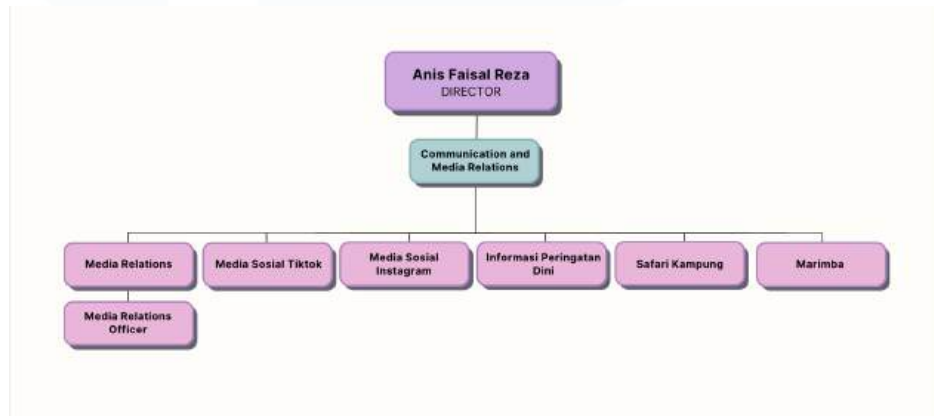 Anis Faisal Reza
DIRECTOR
Communication and
Media Relations
Media Relations
Media Sosial Tiktok
Media Sosial
Instagram
Informasi Peringatan
Dini
Safari Kampung
Marimba
Media Relations
Officer